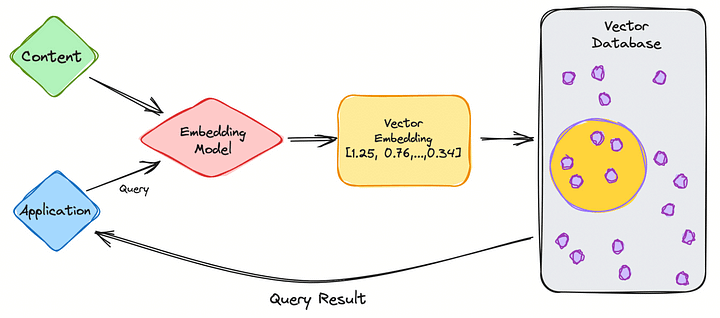 Content
Embedding
Model
Vector
Embedding
[1.25, 0.76,...,0.34]
Vector
Database
Application
Query
Query Result